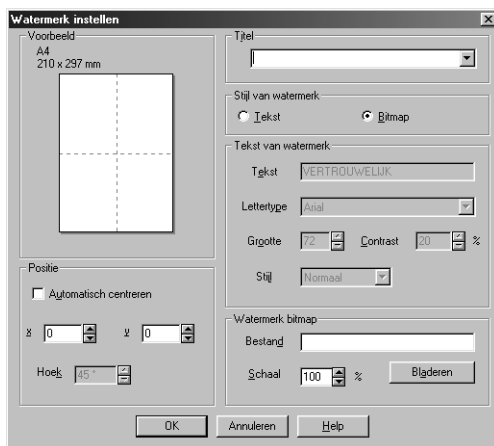 Watermerk instellen
Voorbeeld
A4
210 x 297 mm
Titel
Stijl van watermerk
Tekst
Bitmap
Tekst van watermerk
Tekst VERTROUWELIJK
Lettertype Arial
Grootte 72 Contrast 20 %
Stijl Normaal
Positie
Automatisch centreren
x 0 y 0
Hoek 45 °
Watermerk bitmap
Bestand
Schaal 100 % Bladeren
OK Annuleren Help